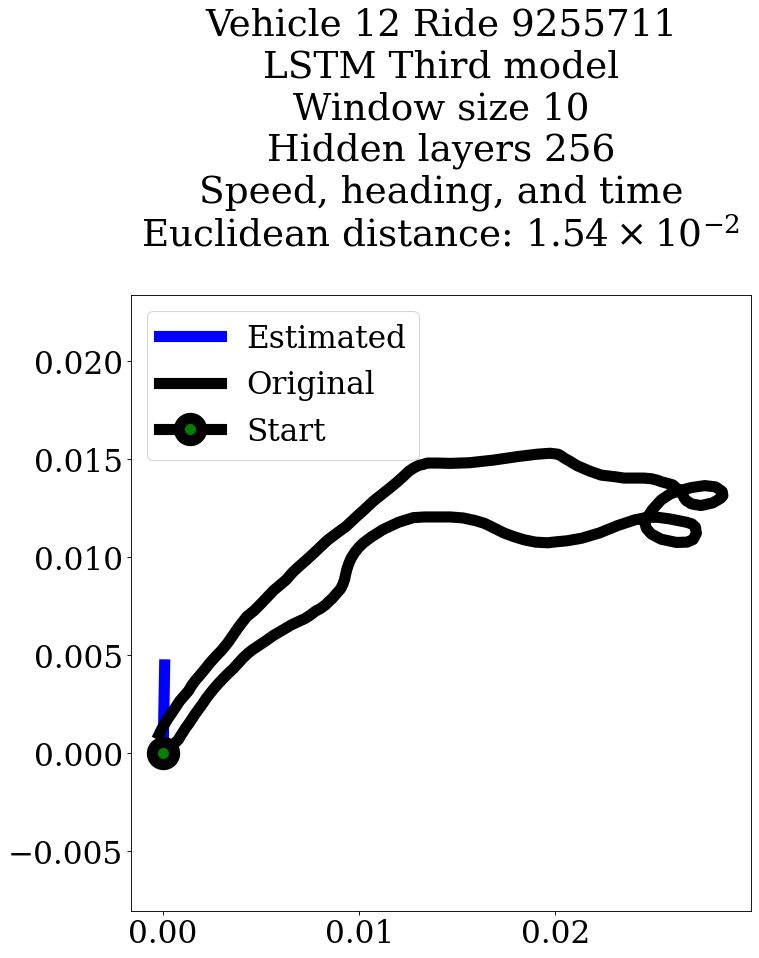 Vehicle 12 Ride 9255711
LSTM Third model
Window size 10
Hidden layers 256
Speed, heading, and time
Euclidean distance: 1.54 × 10⁻²
Estimated
Original
Start
0.020
0.015
0.010
0.005
0.000
−0.005
0.00 0.01 0.02